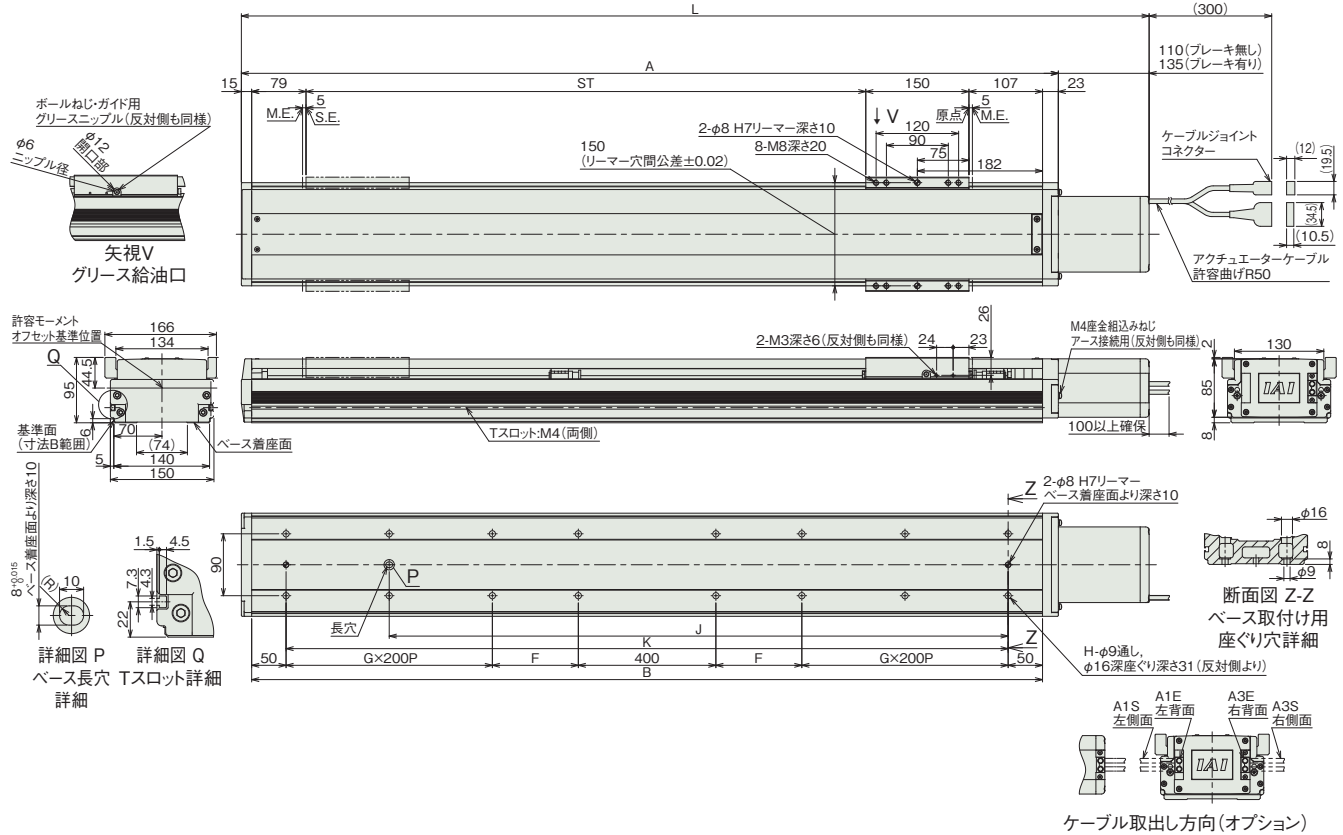 L
(300)
A
110(ブレーキ無し)
135(ブレーキ有り)
15
79
ST
150
107
23
5
M.E.
S.E.
↓V
原点
5
M.E.
ボールねじ・ガイド用
グリースニップル(反対側も同様)
φ12
開口部
φ6
ニップル径
2-φ8 H7リーマー深さ10
8-M8深さ20
120
90
75
182
150
(リーマー穴間公差±0.02)
ケーブルジョイント
コネクター
(12)
(19.5)
(34.5)
(10.5)
アクチュエーターケーブル
許容曲げR50
矢視V
グリース給油口
許容モーメント
オフセット基準位置
166
134
Q
95
44.5
基準面
(寸法B範囲)
6
70
(74)
5
140
150
ベース着座面
2-M3深さ6(反対側も同様)
24
23
26
M4座金組込みねじ
アース接続用(反対側も同様)
Tスロット:M4(両側)
100以上確保
2
130
85
8
IAI
8+0.015 0
ベース着座面より深さ10
(R)
10
詳細図 P
ベース長穴
詳細
1.5
4.5
7.3
4.3
22
詳細図 Q
Tスロット詳細
90
長穴
P
2-φ8 H7リーマー
ベース着座面より深さ10
Z
J
K
Z
50
G×200P
F
400
F
G×200P
50
B
H-φ9通し,
φ16深座ぐり深さ31(反対側より)
φ16
8
φ9
断面図 Z-Z
ベース取付け用
座ぐり穴詳細
A1S
左側面
A1E
左背面
A3E
右背面
A3S
右側面
IAI
ケーブル取出し方向(オプション)